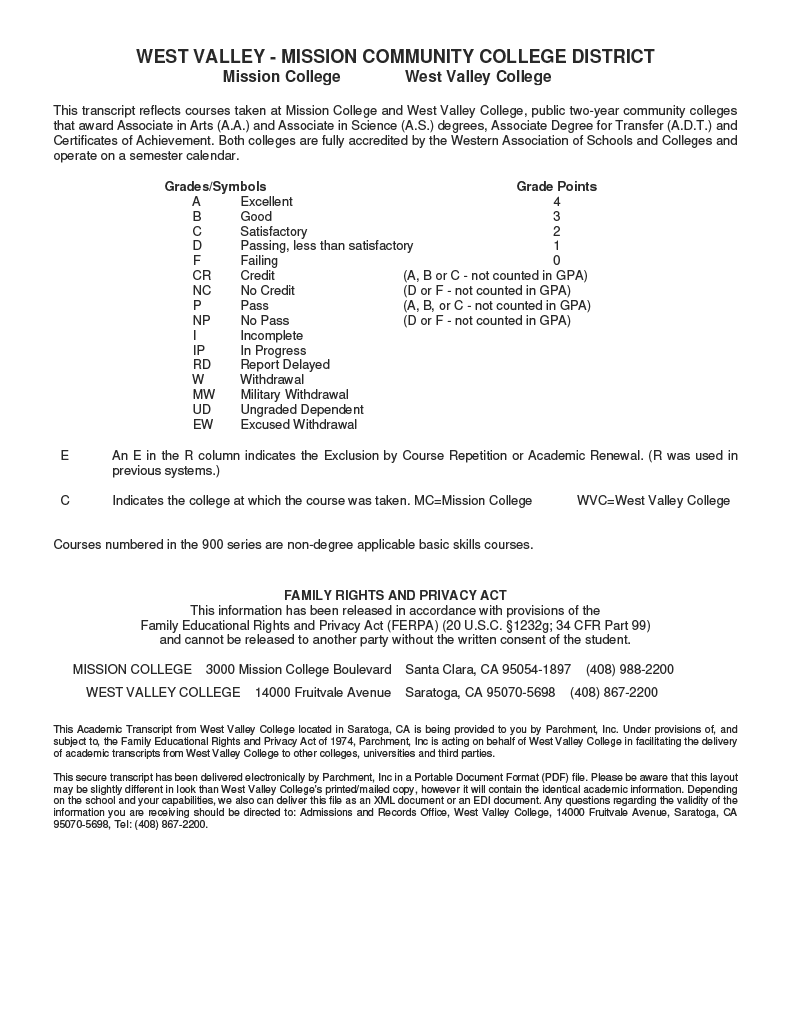 WEST VALLEY - MISSION COMMUNITY COLLEGE DISTRICT
Mission College West Valley College
This transcript reflects courses taken at Mission College and West Valley College, public two-year community colleges
that award Associate in Arts (A.A.) and Associate in Science (A.S.) degrees, Associate Degree for Transfer (A.D.T.) and
Certificates of Achievement. Both colleges are fully accredited by the Western Association of Schools and Colleges and
operate on a semester calendar.
Grades/Symbols Grade Points
A Excellent 4
B Good 3
C Satisfactory 2
D Passing, less than satisfactory 1
F Failing 0
CR Credit (A, B or C - not counted in GPA)
NC No Credit (D or F - not counted in GPA)
P Pass (A, B, or C - not counted in GPA)
NP No Pass (D or F - not counted in GPA)
I Incomplete
IP In Progress
RD Report Delayed
W Withdrawal
MW Military Withdrawal
UD Ungraded Dependent
EW Excused Withdrawal
E An E in the R column indicates the Exclusion by Course Repetition or Academic Renewal. (R was used in
previous systems.)
C Indicates the college at which the course was taken. MC=Mission College WVC=West Valley College
Courses numbered in the 900 series are non-degree applicable basic skills courses.
FAMILY RIGHTS AND PRIVACY ACT
This information has been released in accordance with provisions of the
Family Educational Rights and Privacy Act (FERPA) (20 U.S.C. §1232g; 34 CFR Part 99)
and cannot be released to another party without the written consent of the student.
MISSION COLLEGE 3000 Mission College Boulevard Santa Clara, CA 95054-1897 (408) 988-2200
WEST VALLEY COLLEGE 14000 Fruitvale Avenue Saratoga, CA 95070-5698 (408) 867-2200
This Academic Transcript from West Valley College located in Saratoga, CA is being provided to you by Parchment, Inc. Under provisions of, and
subject to, the Family Educational Rights and Privacy Act of 1974, Parchment, Inc is acting on behalf of West Valley College in facilitating the delivery
of academic transcripts from West Valley College to other colleges, universities and third parties.
This secure transcript has been delivered electronically by Parchment, Inc in a Portable Document Format (PDF) file. Please be aware that this layout
may be slightly different in look than West Valley College's printed/mailed copy, however it will contain the identical academic information. Depending
on the school and your capabilities, we also can deliver this file as an XML document or an EDI document. Any questions regarding the validity of the
information you are receiving should be directed to: Admissions and Records Office, West Valley College, 14000 Fruitvale Avenue, Saratoga, CA
95070-5698, Tel: (408) 867-2200.